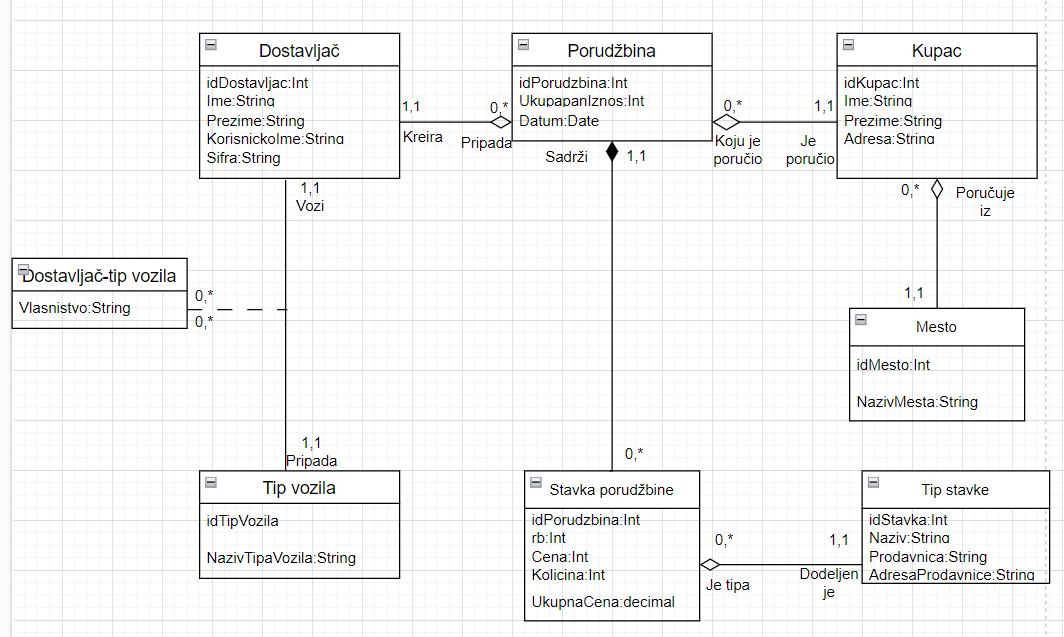 Dostavljač
idDostavljac:Int
Ime:String
Prezime:String
KorisnickoIme:String
Sifra:String
1,1
Kreira
0,*
Pripada
Porudžbina
idPorudzbina:Int
UkupapanIznos:Int
Datum:Date
0,*
Koju je
poručio
1,1
Je
poručio
Kupac
idKupac:Int
Ime:String
Prezime:String
Adresa:String
Sadrži
1,1
1,1
Vozi
0,*
Poručuje
iz
Dostavljač-tip vozila
Vlasnistvo:String
0,*
0,*
1,1
Mesto
idMesto:Int
NazivMesta:String
1,1
Pripada
0,*
Tip vozila
idTipVozila
NazivTipaVozila:String
Stavka porudžbine
idPorudzbina:Int
rb:Int
Cena:Int
Kolicina:Int
UkupnaCena:decimal
0,*
Je tipa
1,1
Dodeljen
je
Tip stavke
idStavka:Int
Naziv:String
Prodavnica:String
AdresaProdavnice:String